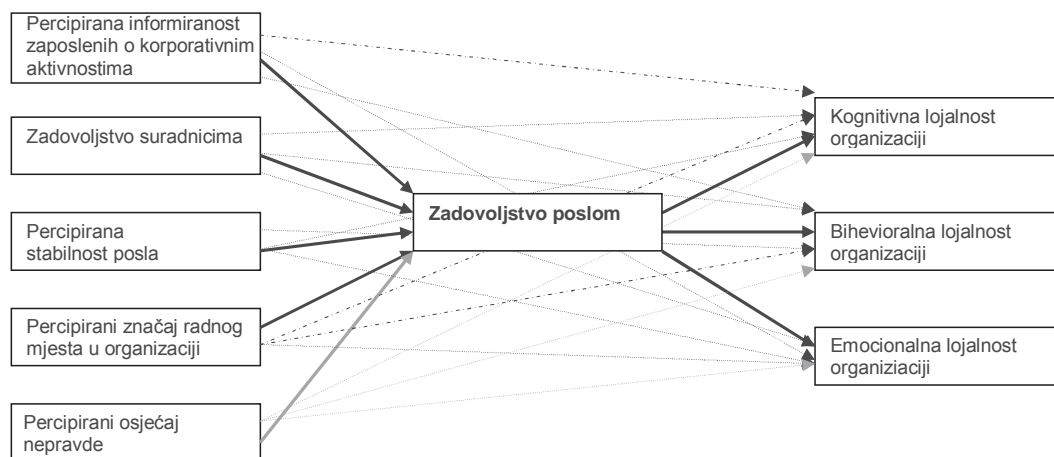 Percipirana informiranost
zaposlenih o korporativnim
aktivnostima
Zadovoljstvo suradnicima
Percipirana
stabilnost posla
Percipirani značaj radnog
mjesta u organizaciji
Percipirani osjećaj
nepravde
Zadovoljstvo poslom
Kognitivna lojalnost
organizaciji
Bihevioralna lojalnost
organizaciji
Emocionalna lojalnost
organiziaciji